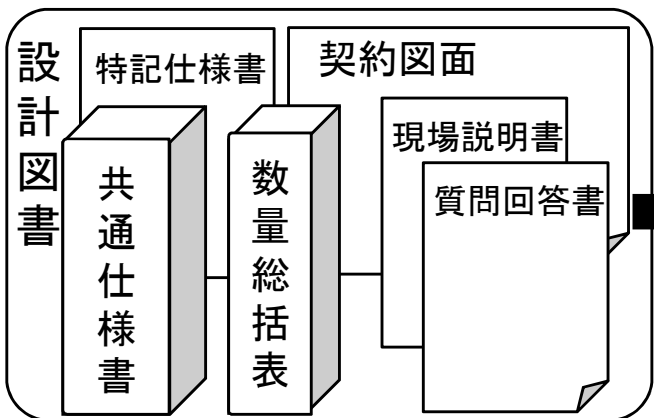 設計図書
特記仕様書
契約図面
共通仕様書
数量総括表
現場説明書
質問回答書